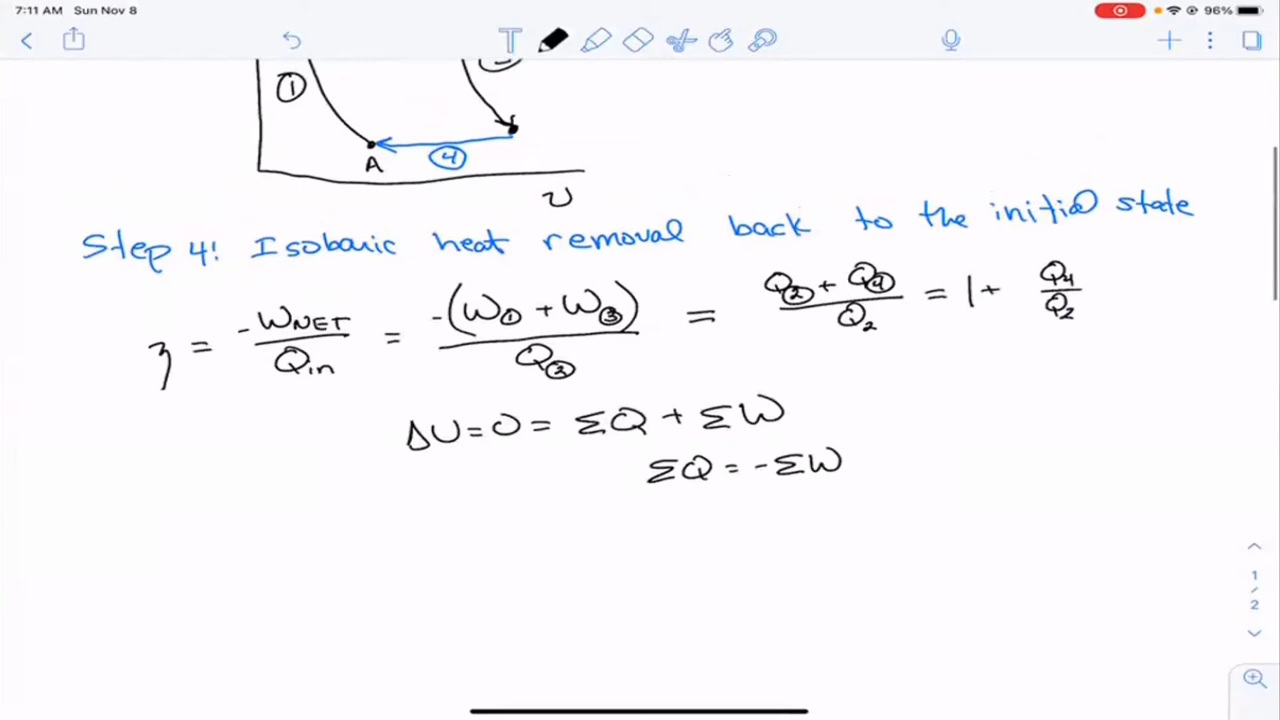 7:11 AM Sun Nov 8
96%
①
A
④
v
Step 4: Isobaric heat removal back to the initial state
η = -W_NET / Q_in = -(W_① + W_③) / Q_② = (Q_② + Q_④) / Q_2 = 1 + Q_4 / Q_2
ΔU = 0 = ΣQ + ΣW
ΣQ = -ΣW
1
/
2